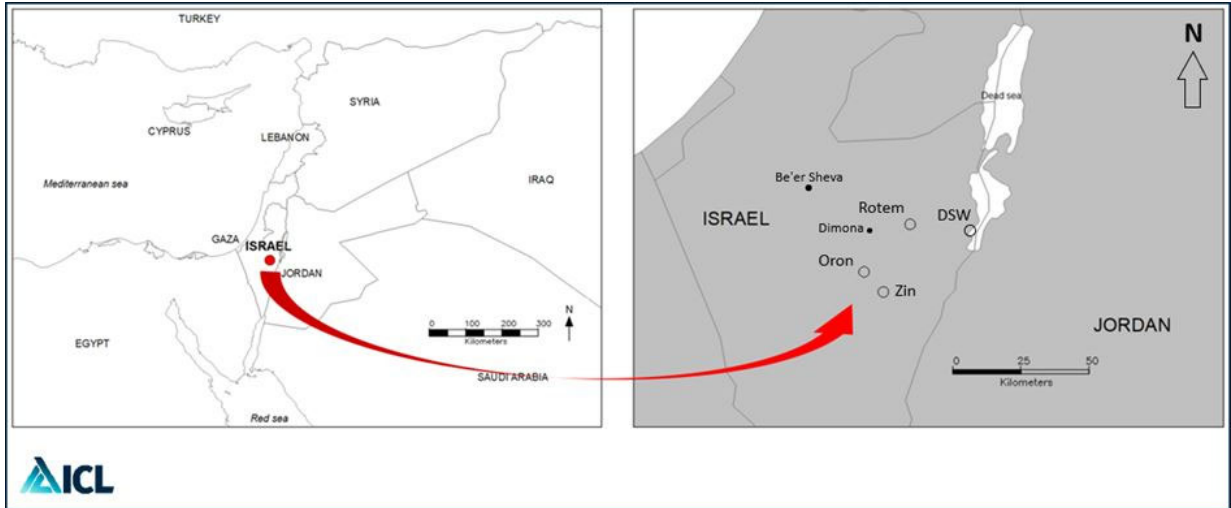 TURKEY
SYRIA
CYPRUS
LEBANON
Mediterranean sea
IRAQ
GAZA
ISRAEL
JORDAN
N
0 100 200 300
Kilometers
EGYPT
SAUDI ARABIA
Red sea
N
Dead sea
Be'er Sheva
Rotem
ISRAEL
DSW
Dimona
Oron
Zin
JORDAN
0 25 50
Kilometers
ICL